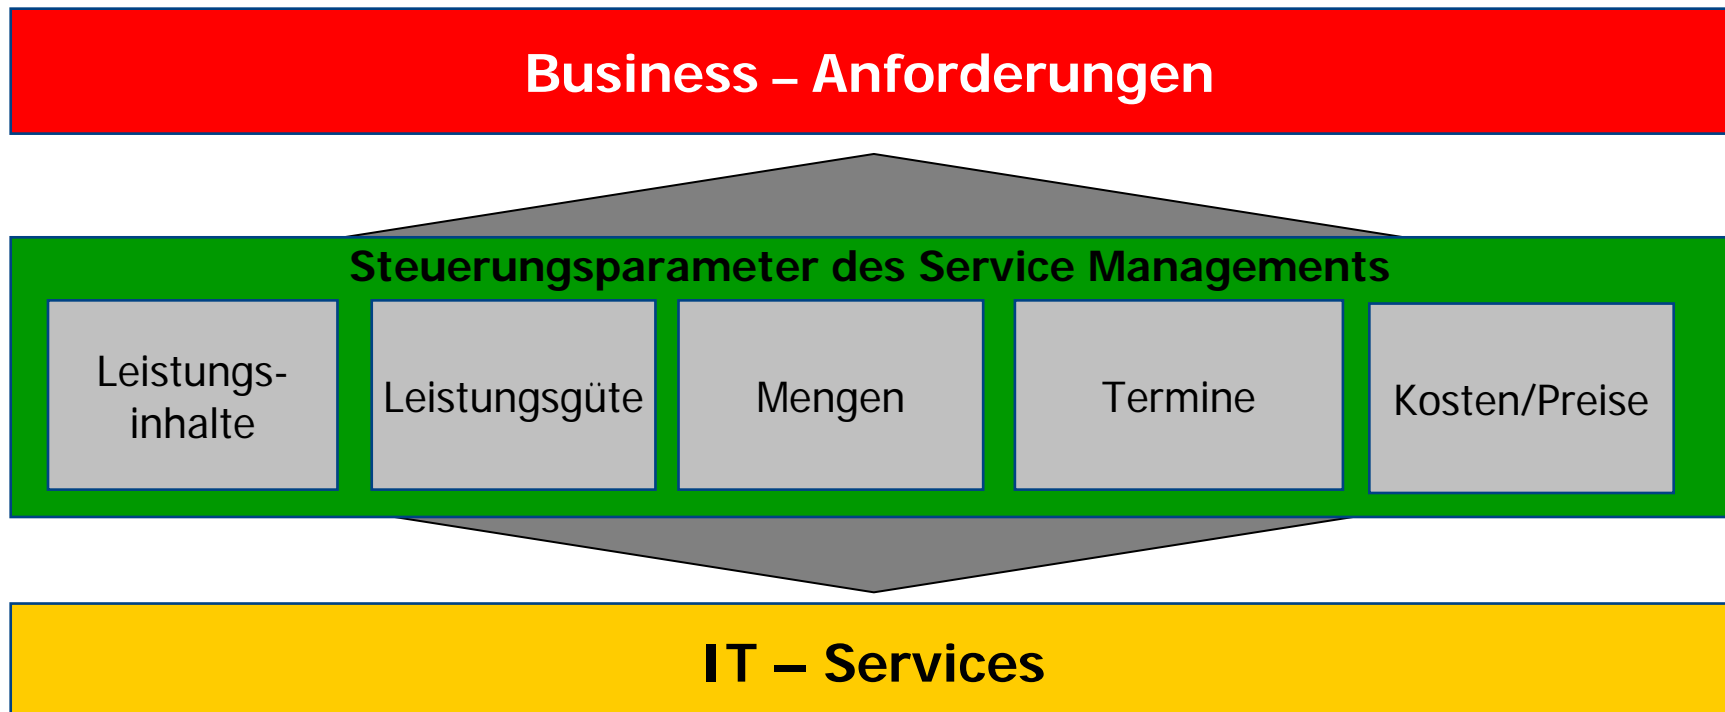 Business – Anforderungen
Steuerungsparameter des Service Managements
Leistungs-
inhalte
Leistungsgüte
Mengen
Termine
Kosten/Preise
IT – Services